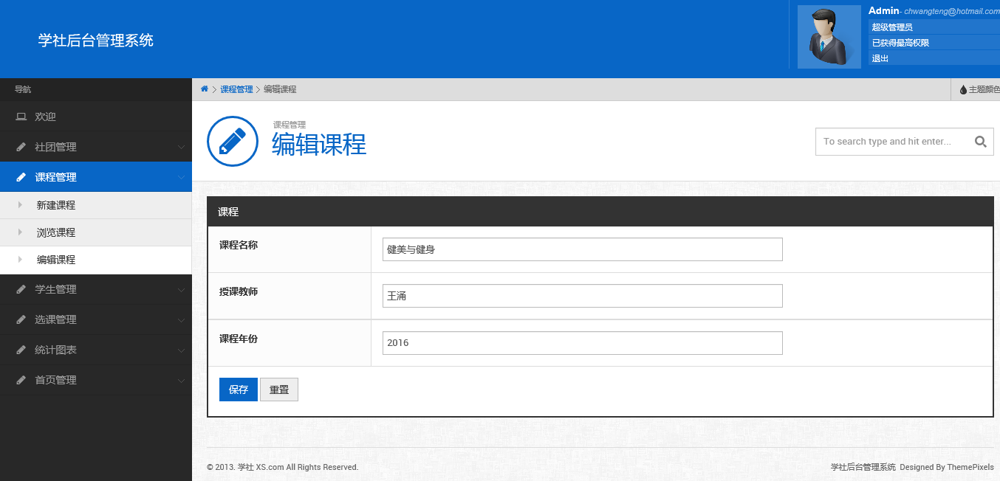 学社后台管理系统
Admin- chwangteng@hotmail.com
超级管理员
已获得最高权限
退出
导航
欢迎
社团管理
课程管理
新建课程
浏览课程
编辑课程
学生管理
选课管理
统计图表
首页管理
课程管理 编辑课程
主题颜色
课程管理
编辑课程
To search type and hit enter...
课程
课程名称 健美与健身
授课教师 王涌
课程年份 2016
保存 重置
© 2013. 学社 XS.com All Rights Reserved.
学社后台管理系统 Designed By ThemePixels